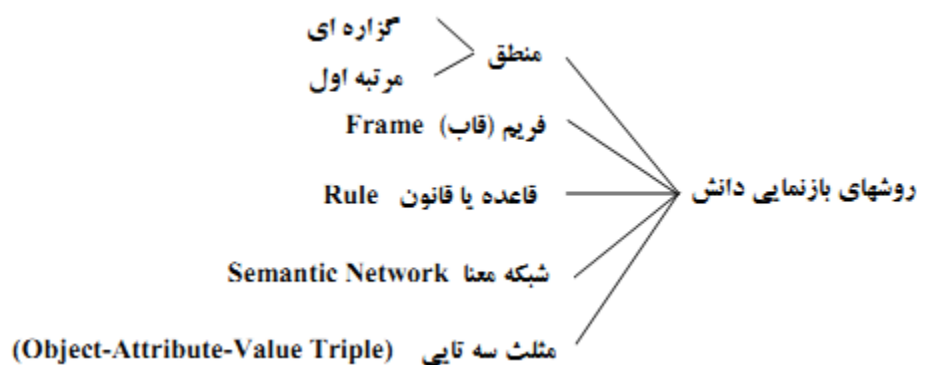 روشهای بازنمایی دانش
منطق
گزاره ای
مرتبه اول
فریم (قاب) Frame
قاعده یا قانون Rule
شبکه معنا Semantic Network
مثلث سه تایی (Object-Attribute-Value Triple)